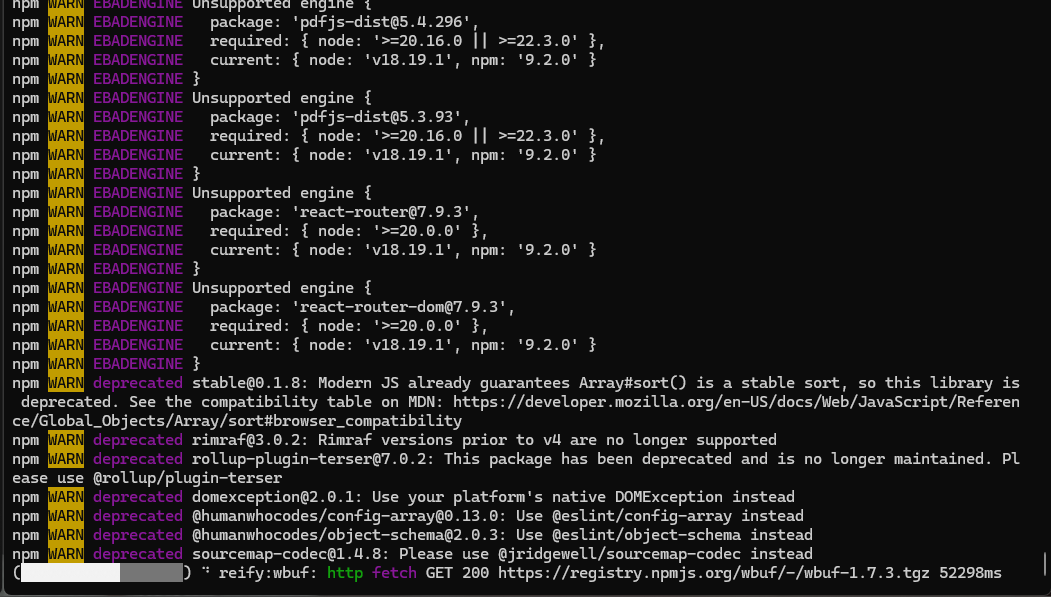 npm WARN EBADENGINE Unsupported engine {
npm WARN EBADENGINE   package: 'pdfjs-dist@5.4.296',
npm WARN EBADENGINE   required: { node: '>=20.16.0 || >=22.3.0' },
npm WARN EBADENGINE   current: { node: 'v18.19.1', npm: '9.2.0' }
npm WARN EBADENGINE }
npm WARN EBADENGINE Unsupported engine {
npm WARN EBADENGINE   package: 'pdfjs-dist@5.3.93',
npm WARN EBADENGINE   required: { node: '>=20.16.0 || >=22.3.0' },
npm WARN EBADENGINE   current: { node: 'v18.19.1', npm: '9.2.0' }
npm WARN EBADENGINE }
npm WARN EBADENGINE Unsupported engine {
npm WARN EBADENGINE   package: 'react-router@7.9.3',
npm WARN EBADENGINE   required: { node: '>=20.0.0' },
npm WARN EBADENGINE   current: { node: 'v18.19.1', npm: '9.2.0' }
npm WARN EBADENGINE }
npm WARN EBADENGINE Unsupported engine {
npm WARN EBADENGINE   package: 'react-router-dom@7.9.3',
npm WARN EBADENGINE   required: { node: '>=20.0.0' },
npm WARN EBADENGINE   current: { node: 'v18.19.1', npm: '9.2.0' }
npm WARN EBADENGINE }
npm WARN deprecated stable@0.1.8: Modern JS already guarantees Array#sort() is a stable sort, so this library is
 deprecated. See the compatibility table on MDN: https://developer.mozilla.org/en-US/docs/Web/JavaScript/Referen
ce/Global_Objects/Array/sort#browser_compatibility
npm WARN deprecated rimraf@3.0.2: Rimraf versions prior to v4 are no longer supported
npm WARN deprecated rollup-plugin-terser@7.0.2: This package has been deprecated and is no longer maintained. Pl
ease use @rollup/plugin-terser
npm WARN deprecated domexception@2.0.1: Use your platform's native DOMException instead
npm WARN deprecated @humanwhocodes/config-array@0.13.0: Use @eslint/config-array instead
npm WARN deprecated @humanwhocodes/object-schema@2.0.3: Use @eslint/object-schema instead
npm WARN deprecated sourcemap-codec@1.4.8: Please use @jridgewell/sourcemap-codec instead
( ) ⠙ reify:wbuf: http fetch GET 200 https://registry.npmjs.org/wbuf/-/wbuf-1.7.3.tgz 52298ms